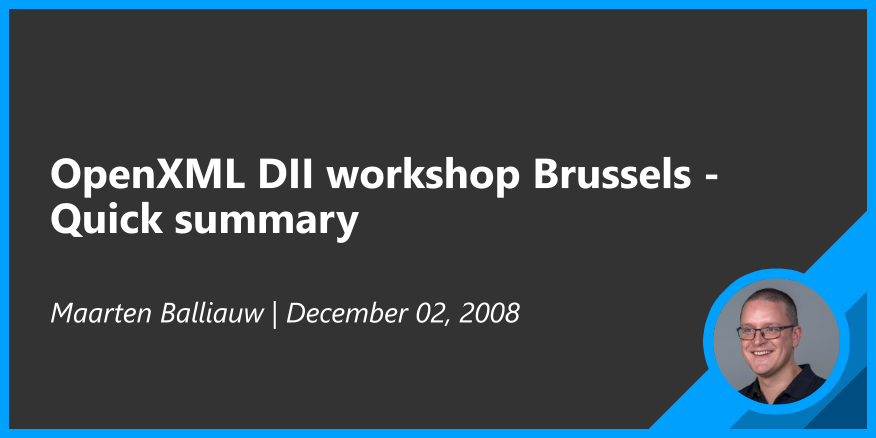 OpenXML DII workshop Brussels -
Quick summary
Maarten Balliauw | December 02, 2008